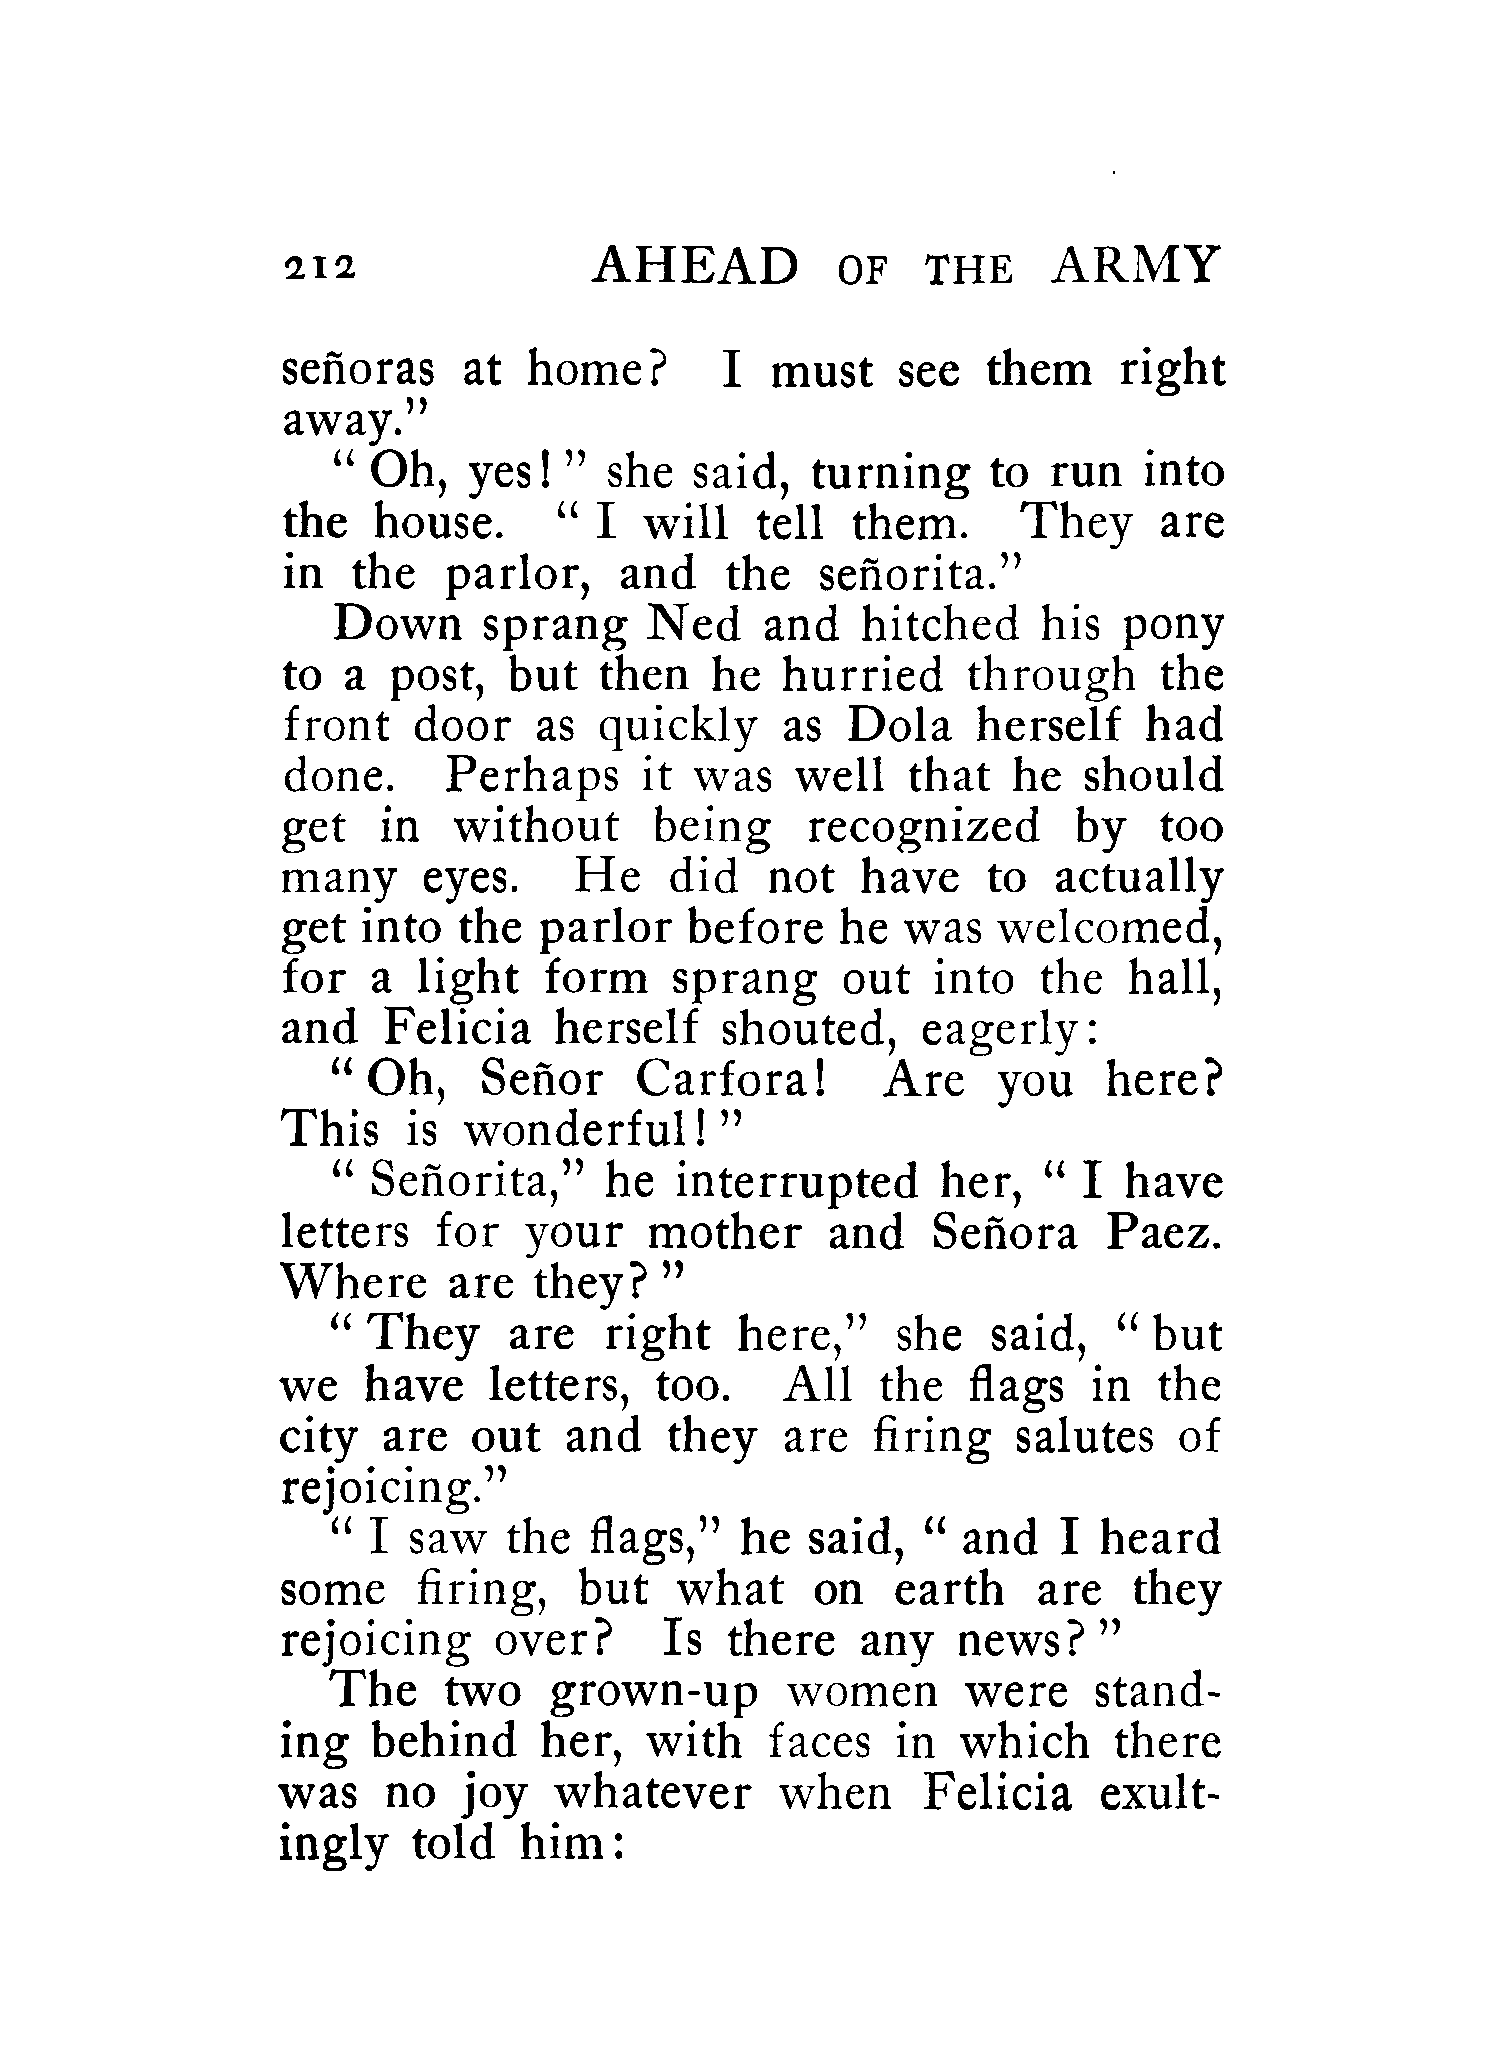 212 AHEAD OF THE ARMY
señoras at home? I must see them right
away."
" Oh, yes! " she said, turning to run into
the house. " I will tell them. They are
in the parlor, and the señorita."
Down sprang Ned and hitched his pony
to a post, but then he hurried through the
front door as quickly as Dola herself had
done. Perhaps it was well that he should
get in without being recognized by too
many eyes. He did not have to actually
get into the parlor before he was welcomed,
for a light form sprang out into the hall,
and Felicia herself shouted, eagerly:
" Oh, Señor Carfora! Are you here?
This is wonderful! "
" Señorita," he interrupted her, " I have
letters for your mother and Señora Paez.
Where are they? "
" They are right here," she said, " but
we have letters, too. All the flags in the
city are out and they are firing salutes of
rejoicing."
" I saw the flags," he said, " and I heard
some firing, but what on earth are they
rejoicing over? Is there any news? "
The two grown-up women were stand-
ing behind her, with faces in which there
was no joy whatever when Felicia exult-
ingly told him: